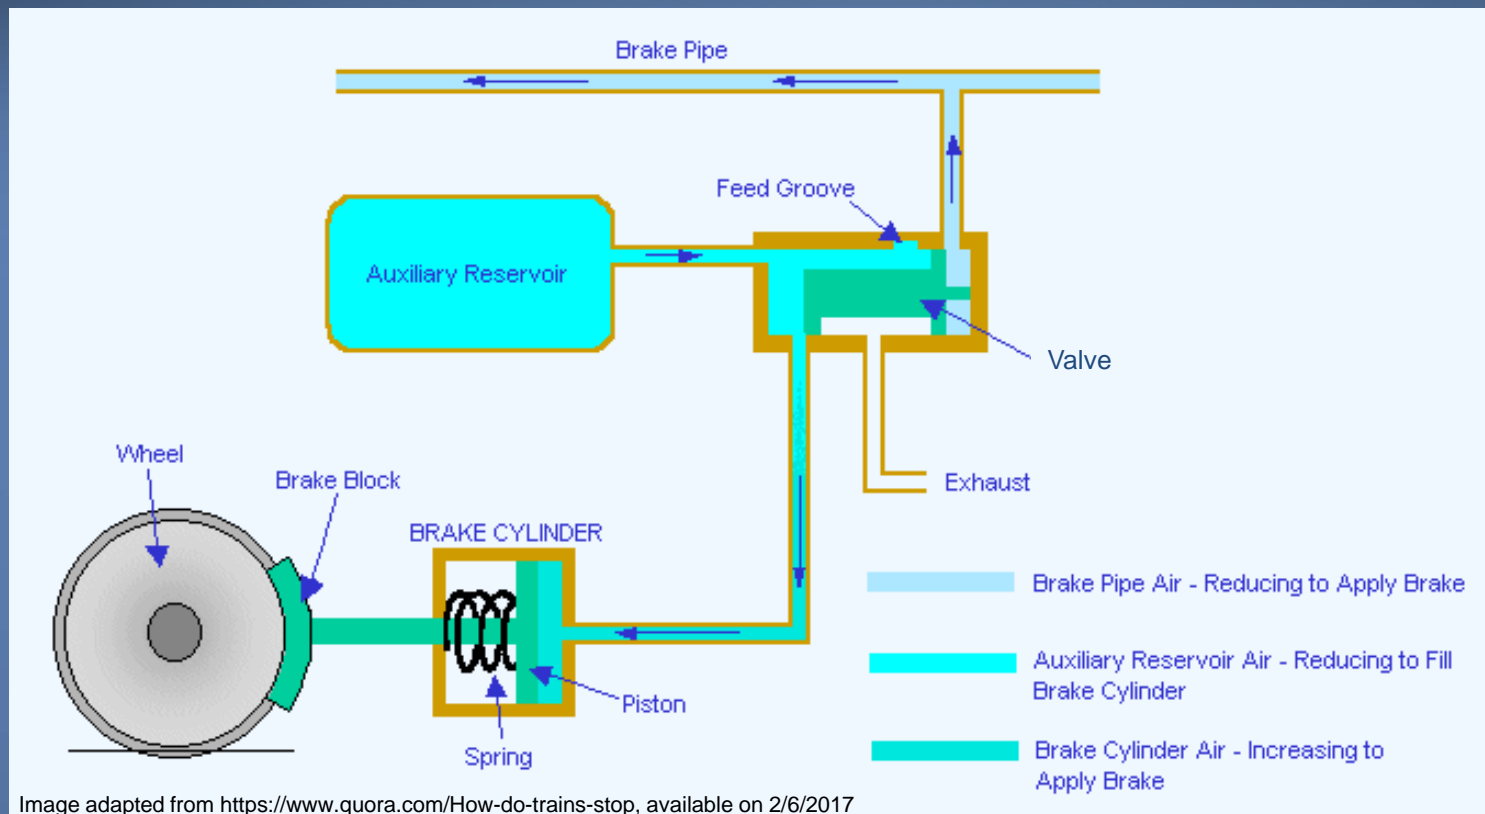 Brake Pipe
Feed Groove
Auxiliary Reservoir
Valve
Wheel
Brake Block
Exhaust
BRAKE CYLINDER
Brake Pipe Air - Reducing to Apply Brake
Auxiliary Reservoir Air - Reducing to Fill
Brake Cylinder
Piston
Spring
Brake Cylinder Air - Increasing to
Apply Brake
Image adapted from https://www.quora.com/How-do-trains-stop, available on 2/6/2017